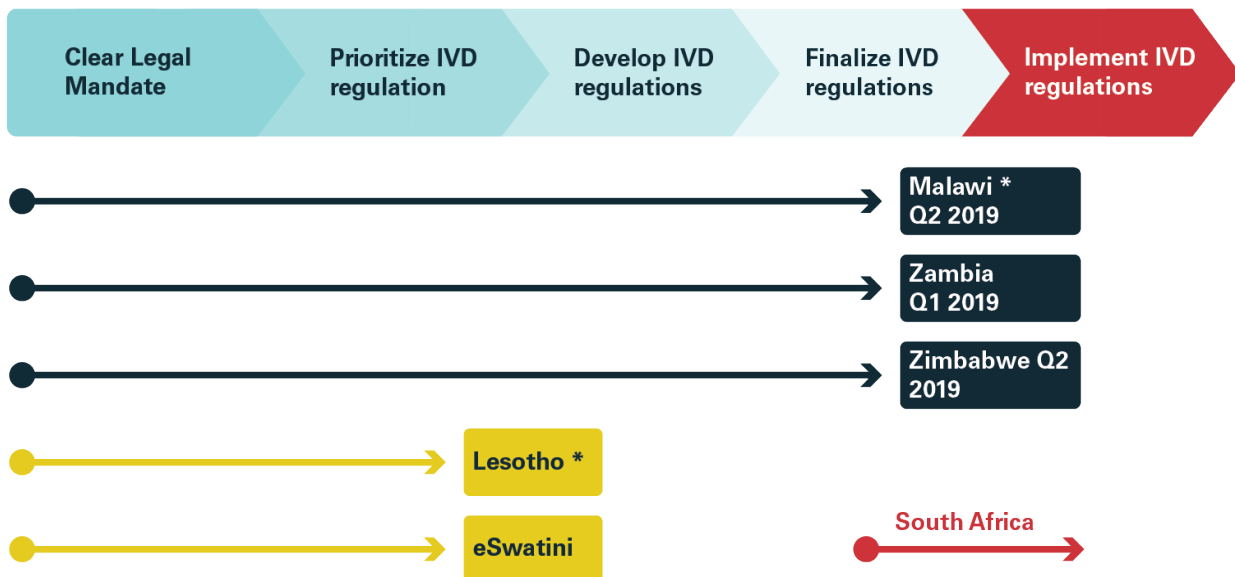 Clear Legal
Mandate
Prioritize IVD
regulation
Develop IVD
regulations
Finalize IVD
regulations
Implement IVD
regulations
Malawi *
Q2 2019
Zambia
Q1 2019
Zimbabwe Q2
2019
Lesotho *
eSwatini
South Africa